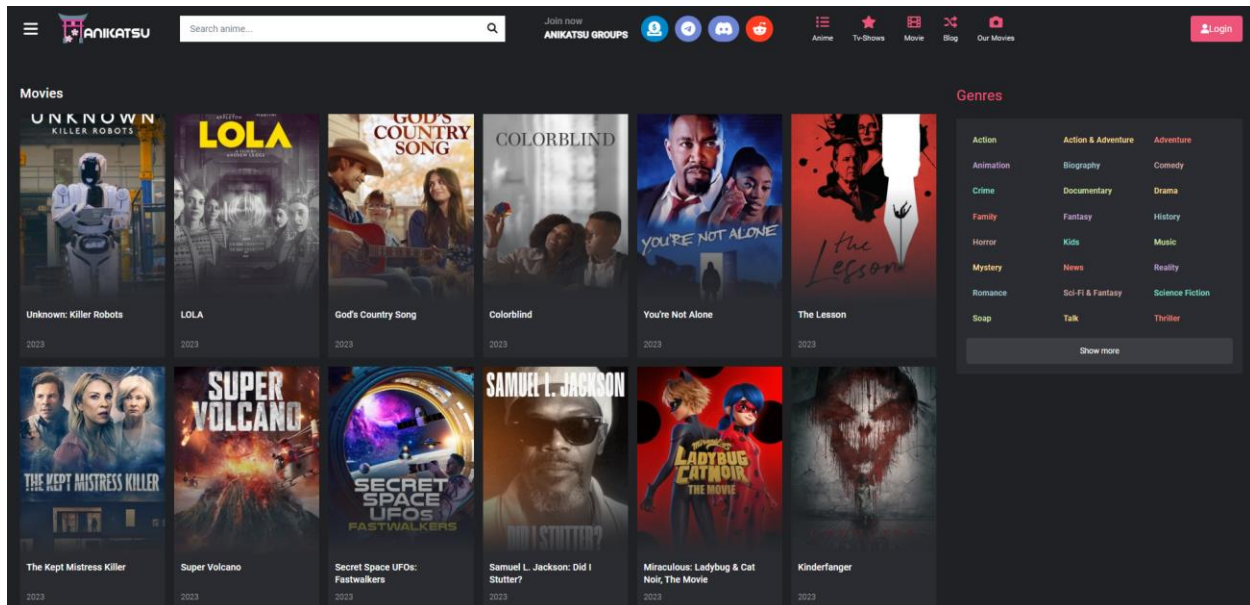 ANIKATSU
Search anime...
Join now
ANIKATSU GROUPS
Anime
Tv-Shows
Movie
Blog
Our Movies
Login
Movies
UNKNOWN
KILLER ROBOTS
Unknown: Killer Robots
2023
LOLA
LOLA
2023
GOD'S
COUNTRY
SONG
God's Country Song
2023
COLORBLIND
Colorblind
2023
YOU'RE NOT ALONE
You're Not Alone
2023
the
Lesson
The Lesson
2023
THE KEPT MISTRESS KILLER
The Kept Mistress Killer
2023
SUPER
VOLCANO
Super Volcano
2023
SECRET
SPACE
UFOs
FASTWALKERS
Secret Space UFOs:
Fastwalkers
2023
SAMUEL L. JACKSON
DID I STUTTER?
Samuel L. Jackson: Did I
Stutter?
2023
Miraculous
LADYBUG
CATNOIR
THE MOVIE
Miraculous: Ladybug & Cat
Noir, The Movie
2023
Kinderfanger
2023
Genres
Action Action & Adventure Adventure
Animation Biography Comedy
Crime Documentary Drama
Family Fantasy History
Horror Kids Music
Mystery News Reality
Romance Sci-Fi & Fantasy Science Fiction
Soap Talk Thriller
Show more